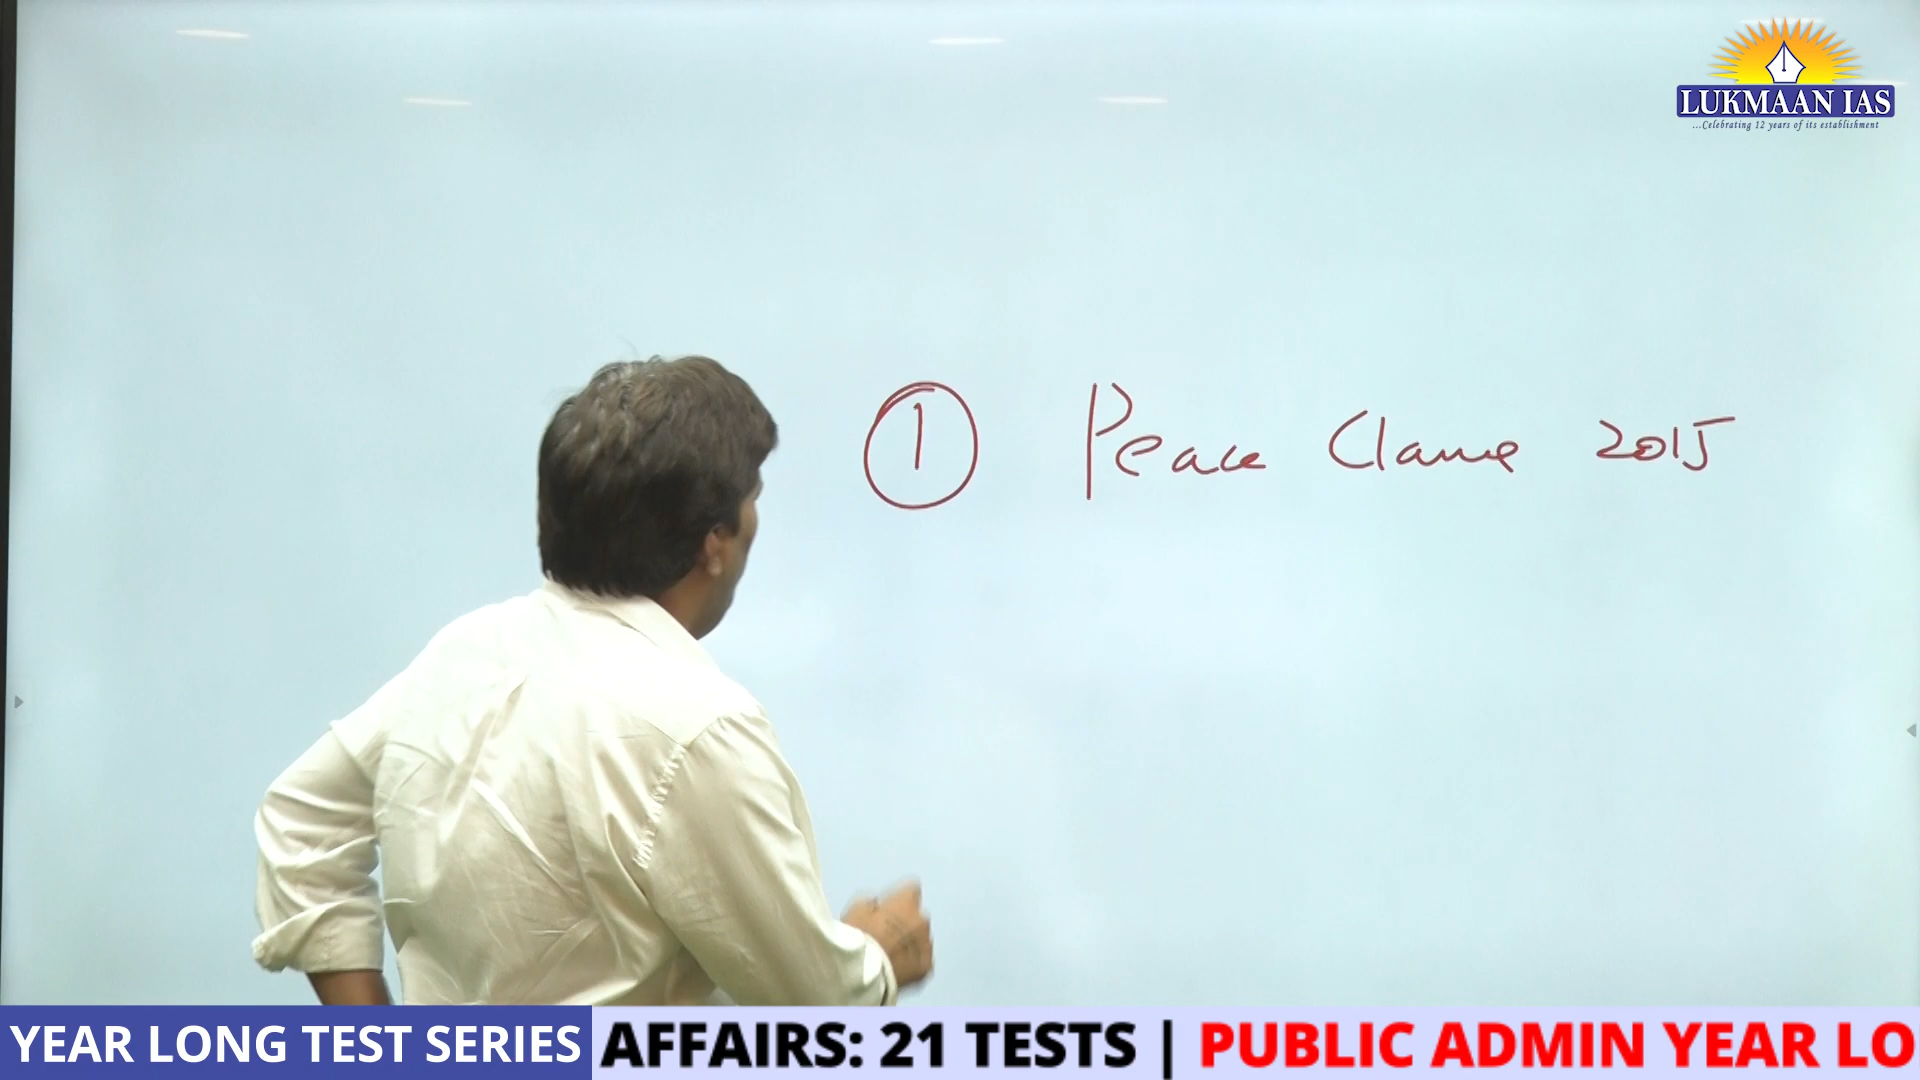 LUKMAAN IAS
...Celebrating 12 years of its establishment
1 Peace Clause 2015
YEAR LONG TEST SERIES AFFAIRS: 21 TESTS | PUBLIC ADMIN YEAR LO